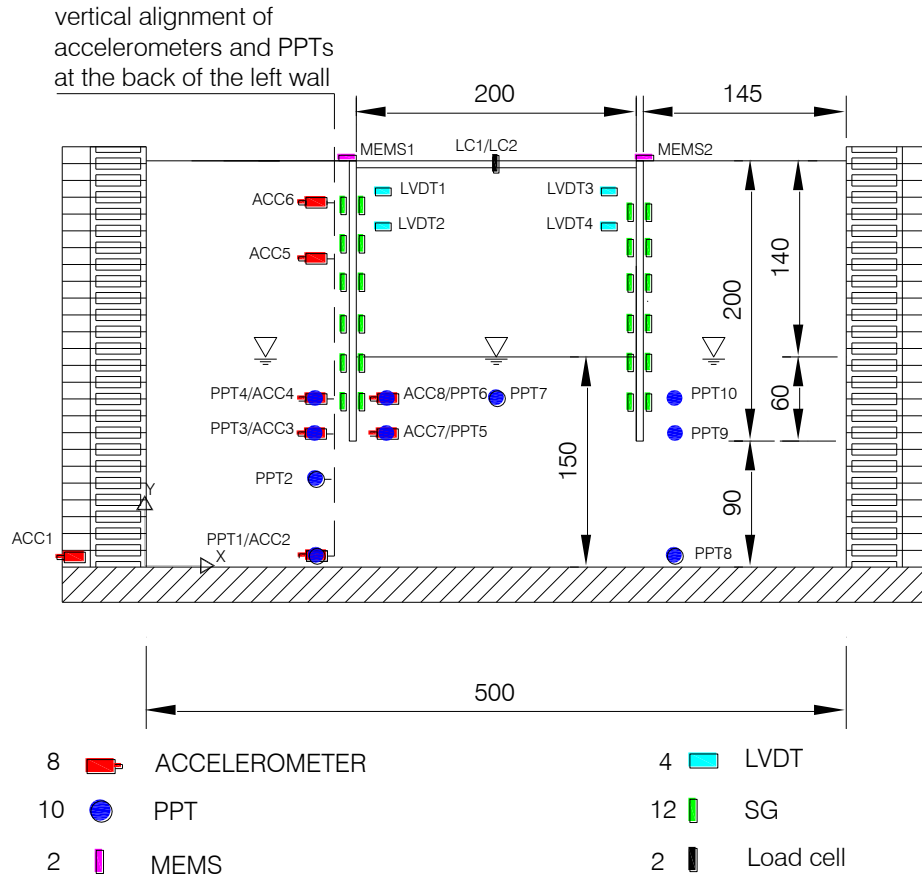 vertical alignment of
accelerometers and PPTs
at the back of the left wall
200
145
MEMS1
LC1/LC2
MEMS2
ACC6
LVDT1
LVDT3
LVDT2
LVDT4
ACC5
140
200
PPT4/ACC4
ACC8/PPT6
PPT7
PPT10
60
PPT3/ACC3
ACC7/PPT5
PPT9
150
PPT2
90
Y
ACC1
PPT1/ACC2
X
PPT8
500
8 ACCELEROMETER
4 LVDT
10 PPT
12 SG
2 MEMS
2 Load cell